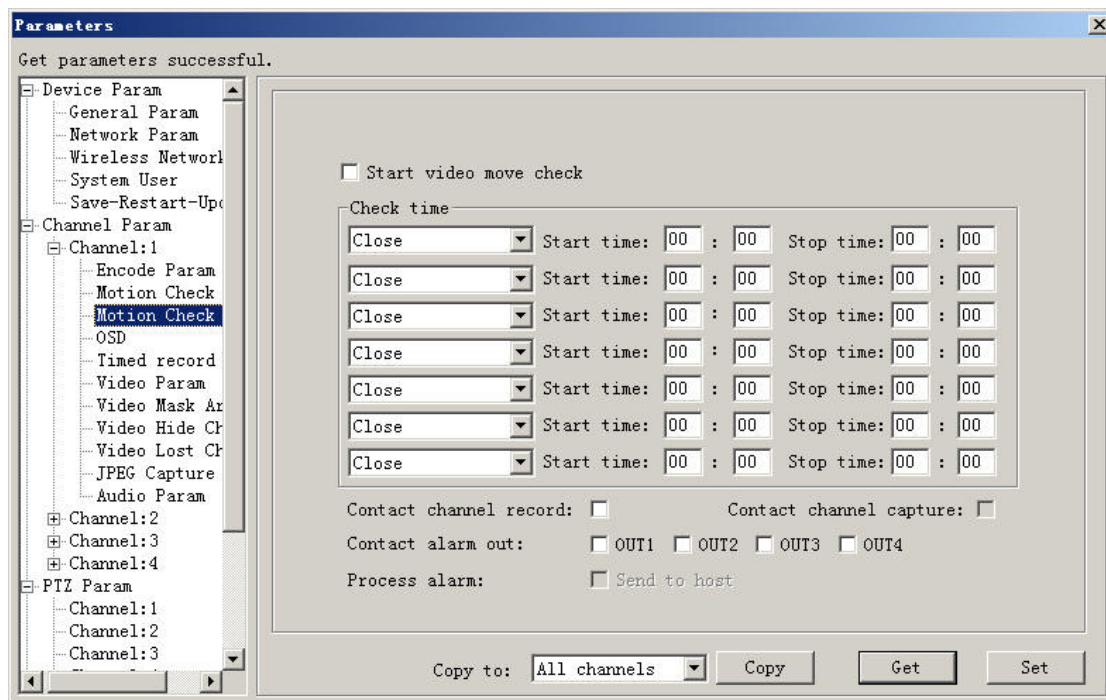 Parameters
Get parameters successful.
Device Param
General Param
Network Param
Wireless Networl
System User
Save-Restart-Upd
Channel Param
Channel:1
Encode Param
Motion Check
Motion Check
OSD
Timed record
Video Param
Video Mask Ar
Video Hide Ch
Video Lost Ch
JPEG Capture
Audio Param
Channel:2
Channel:3
Channel:4
PTZ Param
Channel:1
Channel:2
Channel:3
Start video move check
Check time
Close Start time: 00 : 00 Stop time: 00 : 00
Close Start time: 00 : 00 Stop time: 00 : 00
Close Start time: 00 : 00 Stop time: 00 : 00
Close Start time: 00 : 00 Stop time: 00 : 00
Close Start time: 00 : 00 Stop time: 00 : 00
Close Start time: 00 : 00 Stop time: 00 : 00
Close Start time: 00 : 00 Stop time: 00 : 00
Contact channel record: Contact channel capture:
Contact alarm out: OUT1 OUT2 OUT3 OUT4
Process alarm: Send to host
Copy to: All channels Copy Get Set